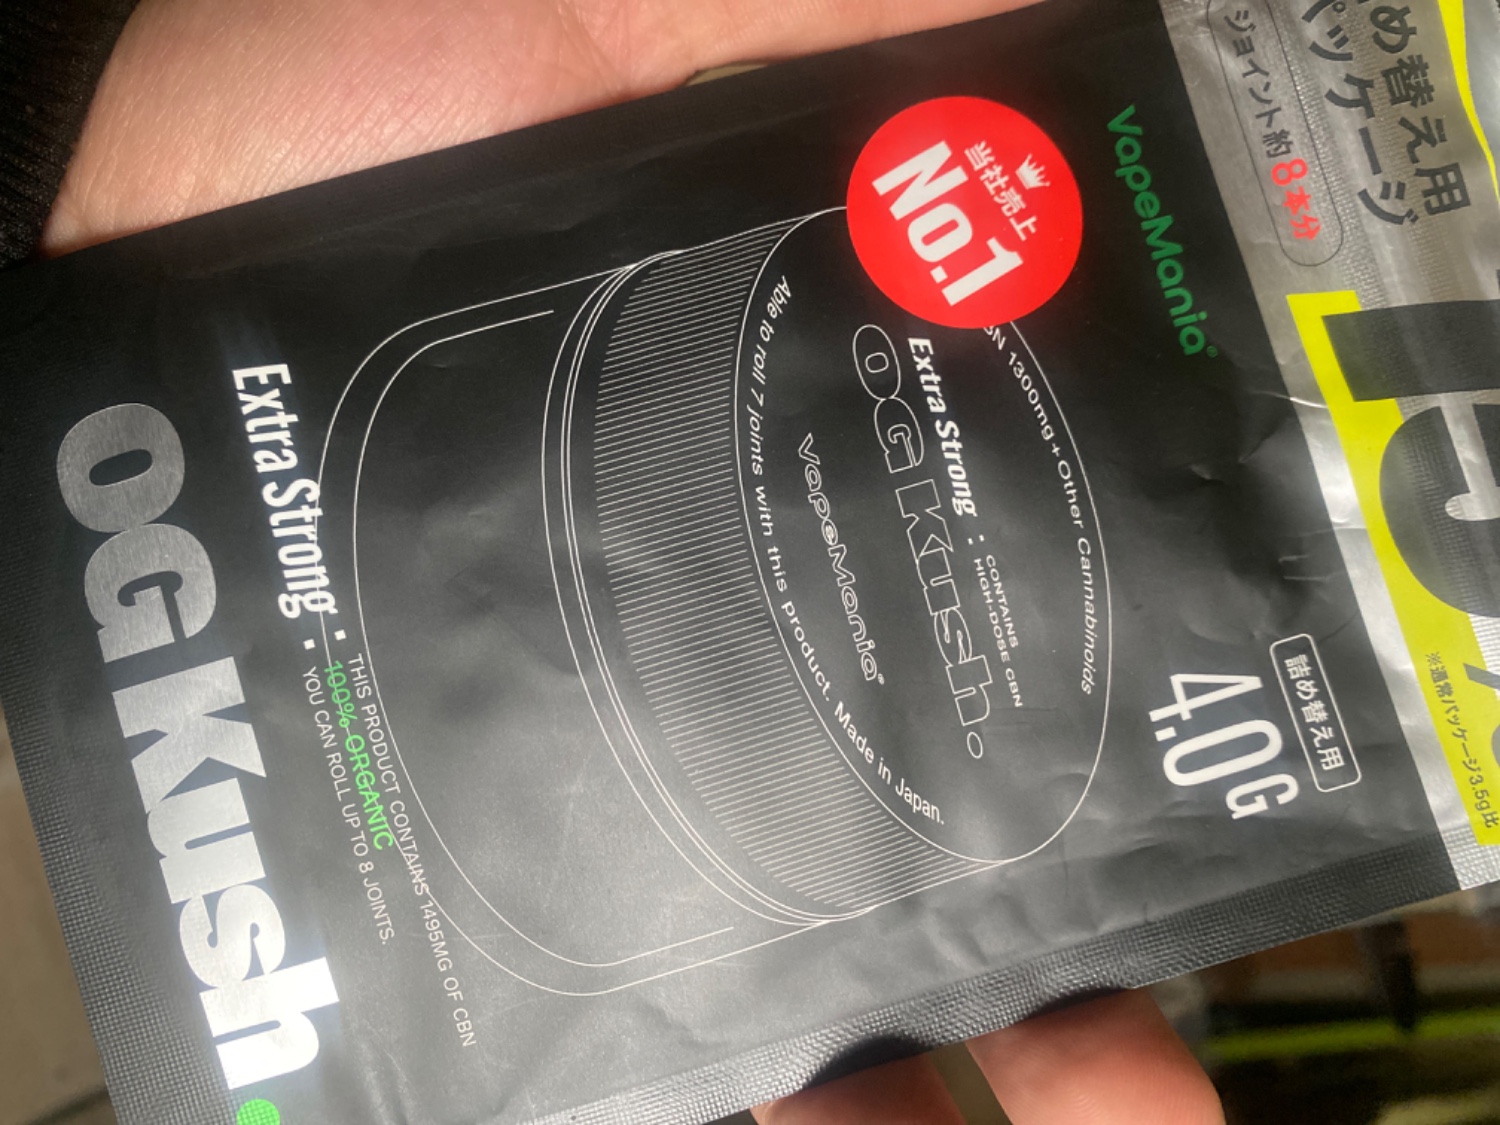 詰め替え用
パッケージ
ジョイント約8本分
※通常パッケージ3.5g比
VapeMania®
当社売上
No.1
詰め替え用
4.0G
1300mg+Other Cannabinoids
Extra Strong :
CONTAINS
HIGH-DOSE CBN
OG Kush
VapeMania®
Able to roll 7 joints with this product. Made in Japan.
Extra Strong :
THIS PRODUCT CONTAINS 1495MG OF CBN
100% ORGANIC
YOU CAN ROLL UP TO 8 JOINTS.
OG Kush